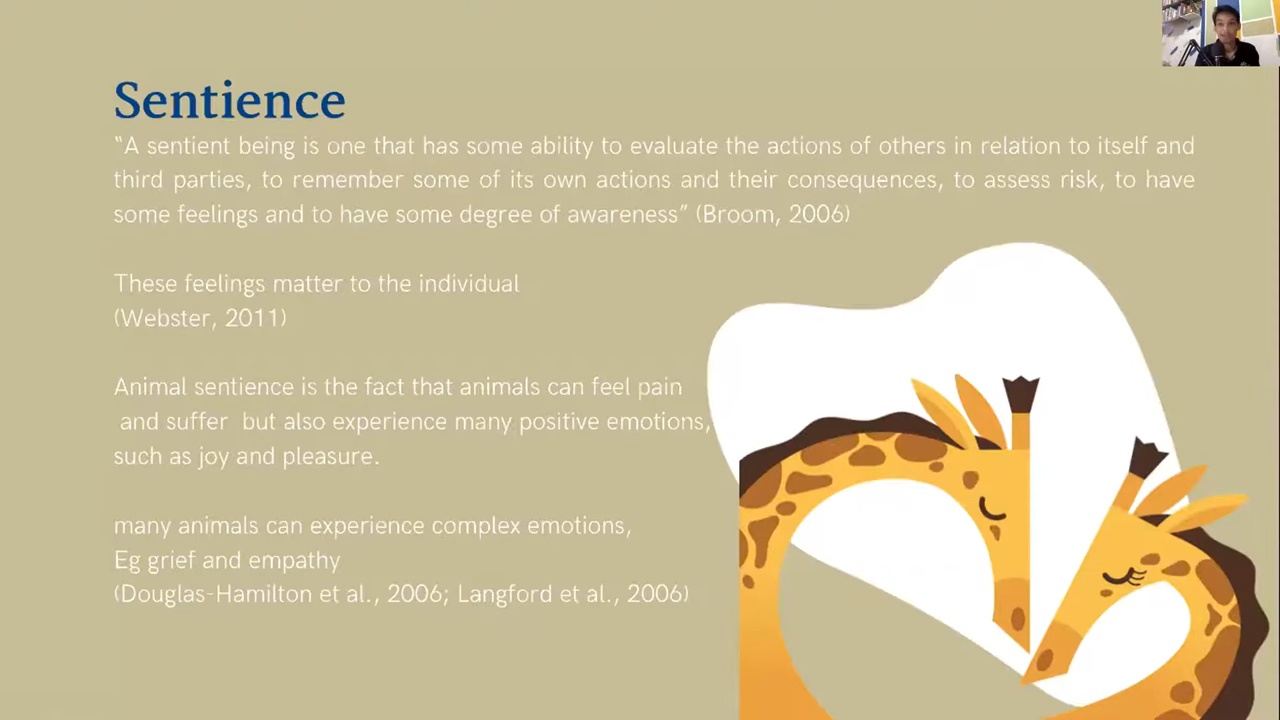 Sentience
“A sentient being is one that has some ability to evaluate the actions of others in relation to itself and
third parties, to remember some of its own actions and their consequences, to assess risk, to have
some feelings and to have some degree of awareness” (Broom, 2006)
These feelings matter to the individual
(Webster, 2011)
Animal sentience is the fact that animals can feel pain
and suffer but also experience many positive emotions,
such as joy and pleasure.
many animals can experience complex emotions,
Eg grief and empathy
(Douglas-Hamilton et al., 2006; Langford et al., 2006)